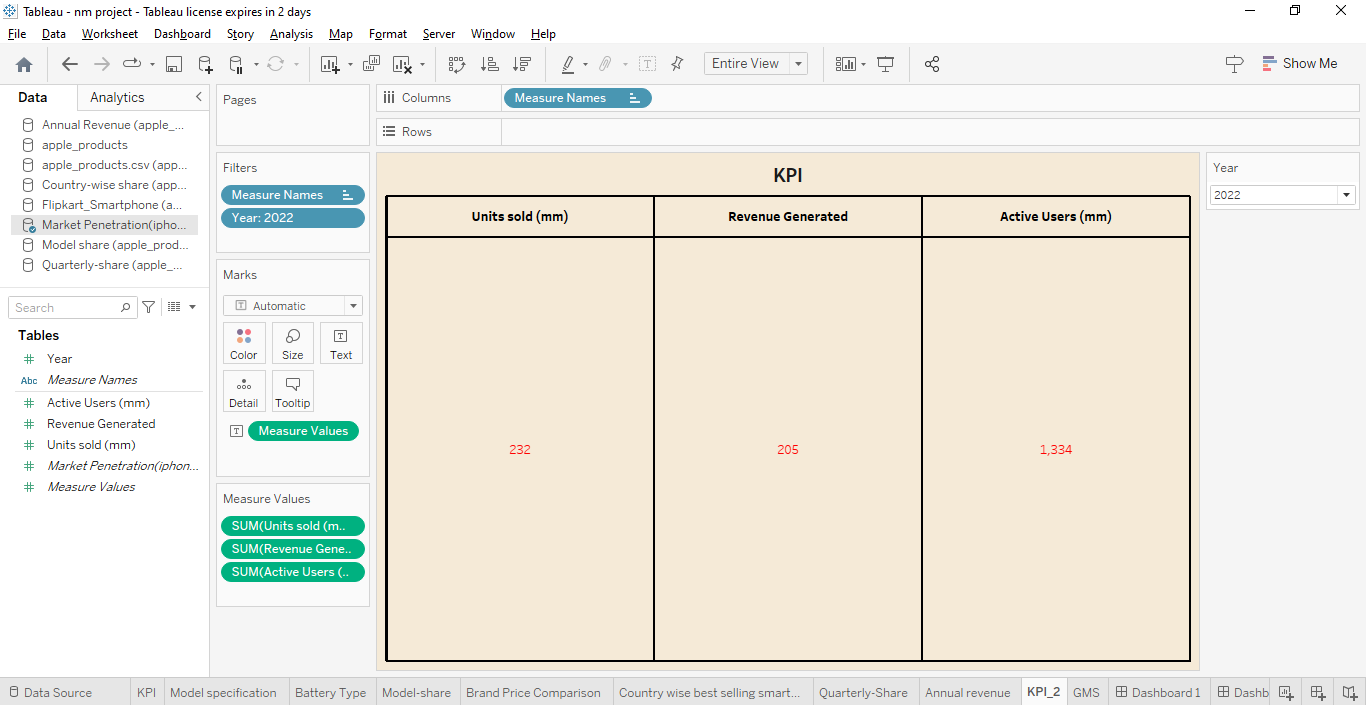 Tableau - nm project - Tableau license expires in 2 days
File Data Worksheet Dashboard Story Analysis Map Format Server Window Help
Entire View
Show Me
Data Analytics
Annual Revenue (apple_...
apple_products
apple_products.csv (app...
Country-wise share (app...
Flipkart_Smartphone (a...
Market Penetration(ipho...
Model share (apple_prod...
Quarterly-share (apple_...
Search
Tables
Year
Abc Measure Names
Active Users (mm)
Revenue Generated
Units sold (mm)
Market Penetration(iphon...
Measure Values
Pages
Filters
Measure Names
Year: 2022
Marks
T Automatic
Color Size T Text
Detail Tooltip
T Measure Values
Measure Values
SUM(Units sold (m..
SUM(Revenue Gene..
SUM(Active Users (..
Columns Measure Names
Rows
KPI
Units sold (mm) Revenue Generated Active Users (mm)
232 205 1,334
Year
2022
Data Source KPI Model specification Battery Type Model-share Brand Price Comparison Country wise best selling smart... Quarterly-Share Annual revenue KPI_2 GMS Dashboard 1 Dashb